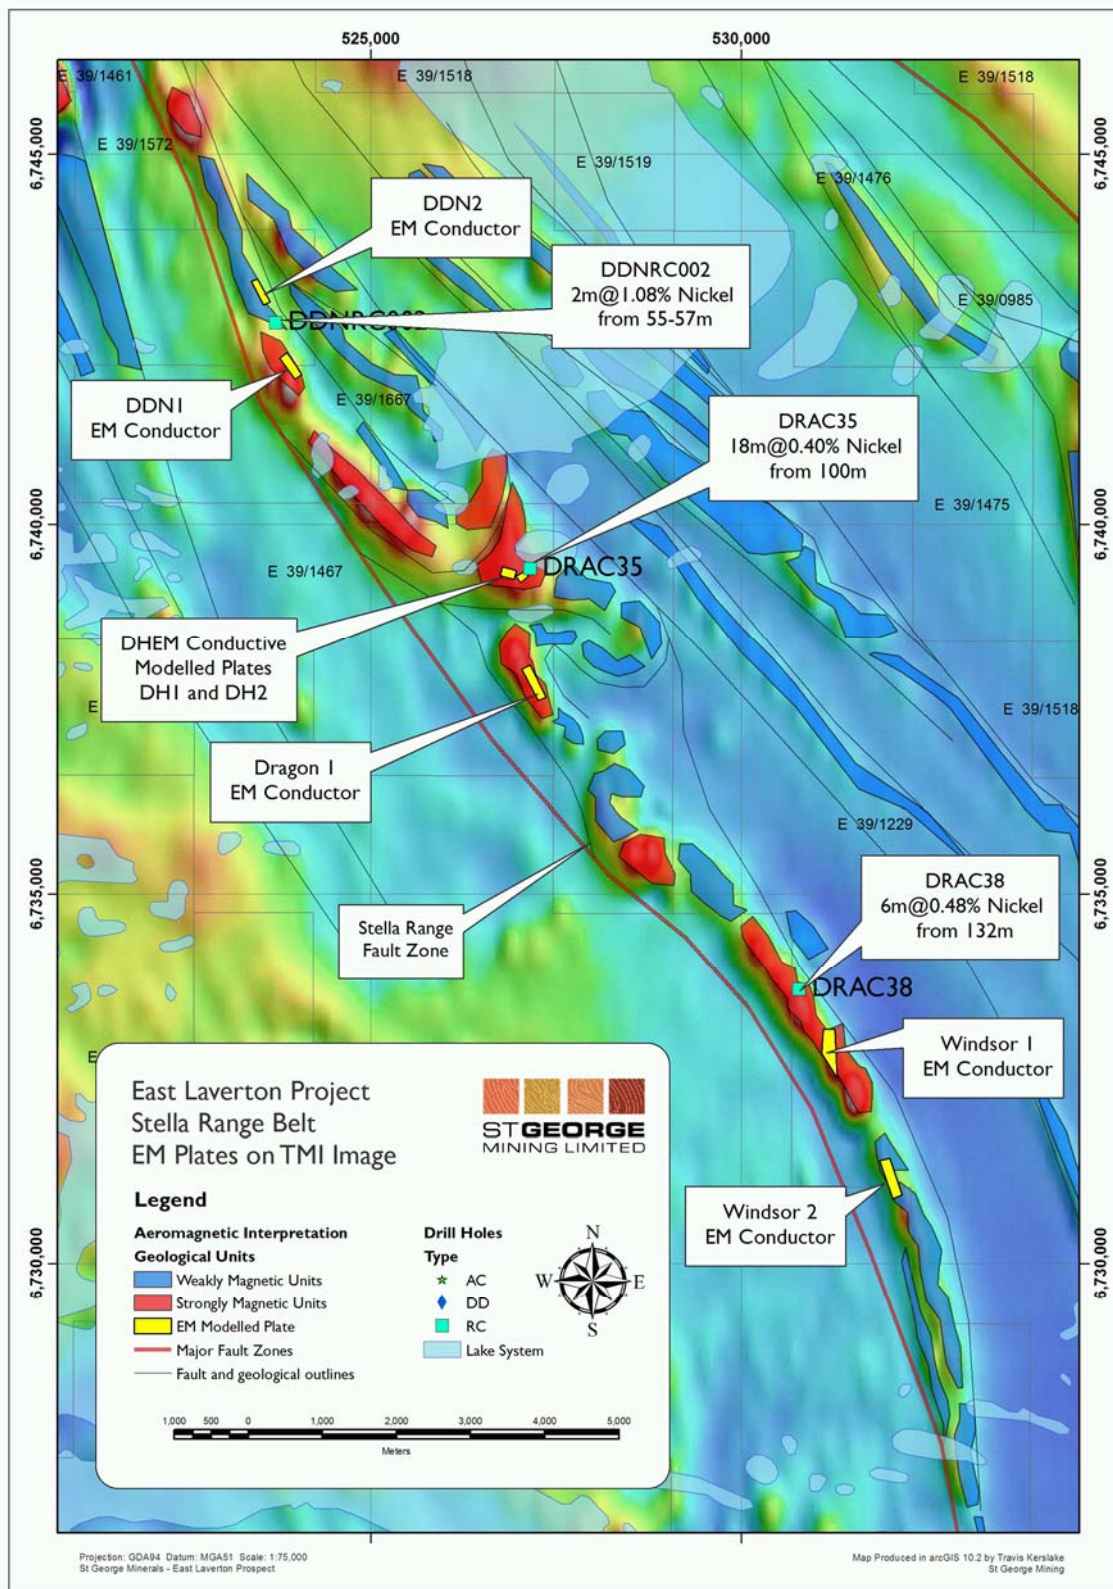 525,000
530,000
E 39/1461
E 39/1518
E 39/1518
6,745,000
6,745,000
E 39/1572
E 39/1519
E 39/1476
DDN2
EM Conductor
DDNRC002
2m@1.08% Nickel
from 55-57m
E 39/0985
DDNRC002
DDN1
EM Conductor
E 39/1667
DRAC35
18m@0.40% Nickel
from 100m
E 39/1475
6,740,000
6,740,000
E 39/1467
DRAC35
DHEM Conductive
Modelled Plates
DH1 and DH2
E
E 39/1518
Dragon 1
EM Conductor
E 39/1229
6,735,000
6,735,000
DRAC38
6m@0.48% Nickel
from 132m
Stella Range
Fault Zone
DRAC38
Windsor 1
EM Conductor
E
East Laverton Project
Stella Range Belt
EM Plates on TMI Image
ST GEORGE
MINING LIMITED
Windsor 2
EM Conductor
6,730,000
6,730,000
Legend
Aeromagnetic Interpretation
Geological Units
Weakly Magnetic Units
Strongly Magnetic Units
EM Modelled Plate
Major Fault Zones
Fault and geological outlines
Drill Holes
Type
AC
DD
RC
Lake System
N
W E
S
1,000 500 0 1,000 2,000 3,000 4,000 5,000
Meters
Projection: GDA94 Datum: MGA51 Scale: 1:75,000
St George Minerals - East Laverton Prospect
Map Produced in arcGIS 10.2 by Travis Kerslake
St George Mining